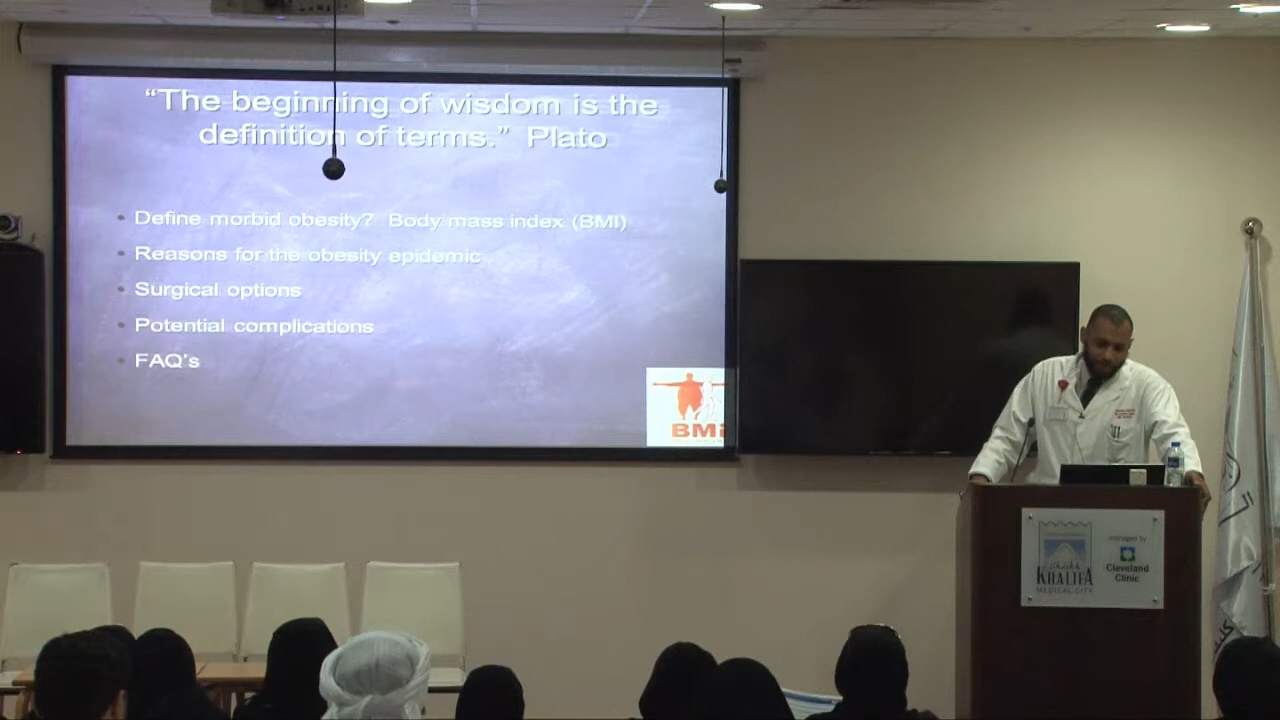 “The beginning of wisdom is the
definition of terms.” Plato
• Define morbid obesity? Body mass index (BMI)
• Reasons for the obesity epidemic
• Surgical options
• Potential complications
• FAQ's
BMI
Sheikh
KHALIFA
MEDICAL CITY
managed by
Cleveland
Clinic